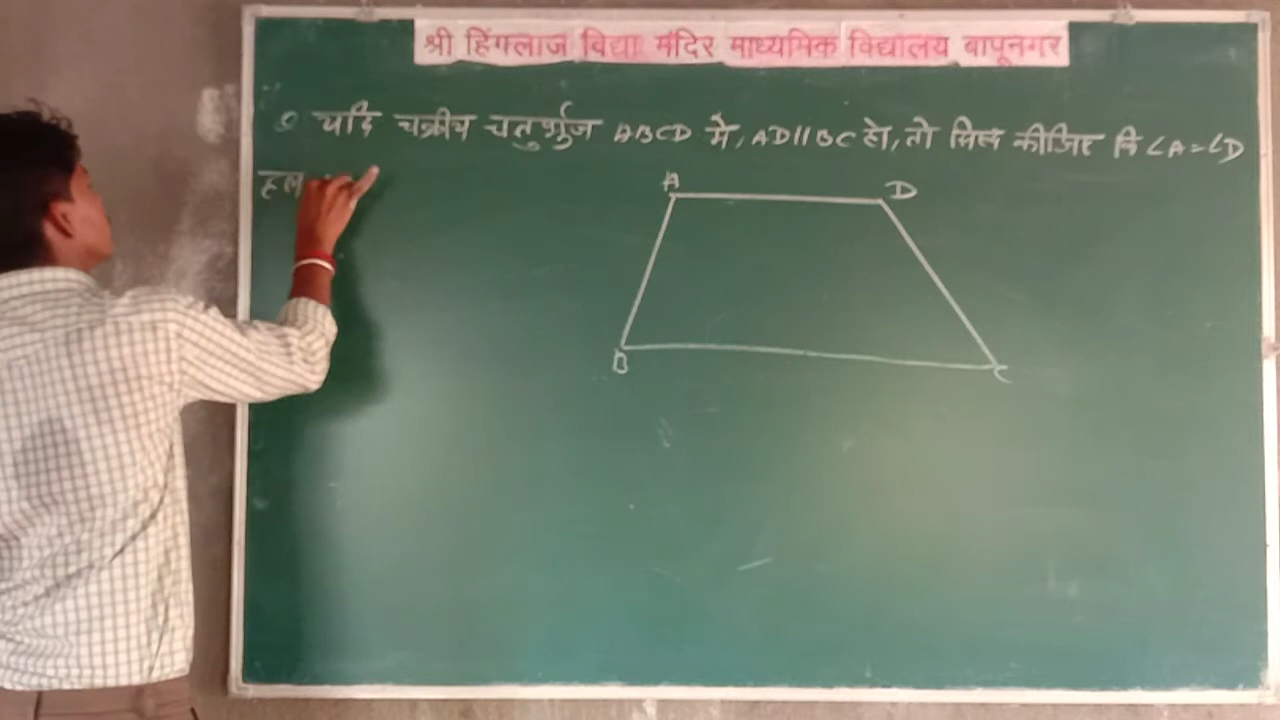 श्री हिंगलाज विद्या मंदिर माध्यमिक विद्यालय बापूनगर
यदि चक्रीय चतुर्भुज ABCD मे, AD||BC हो, तो सिद्ध कीजिए कि ∠A=∠D
हल
A D
B C